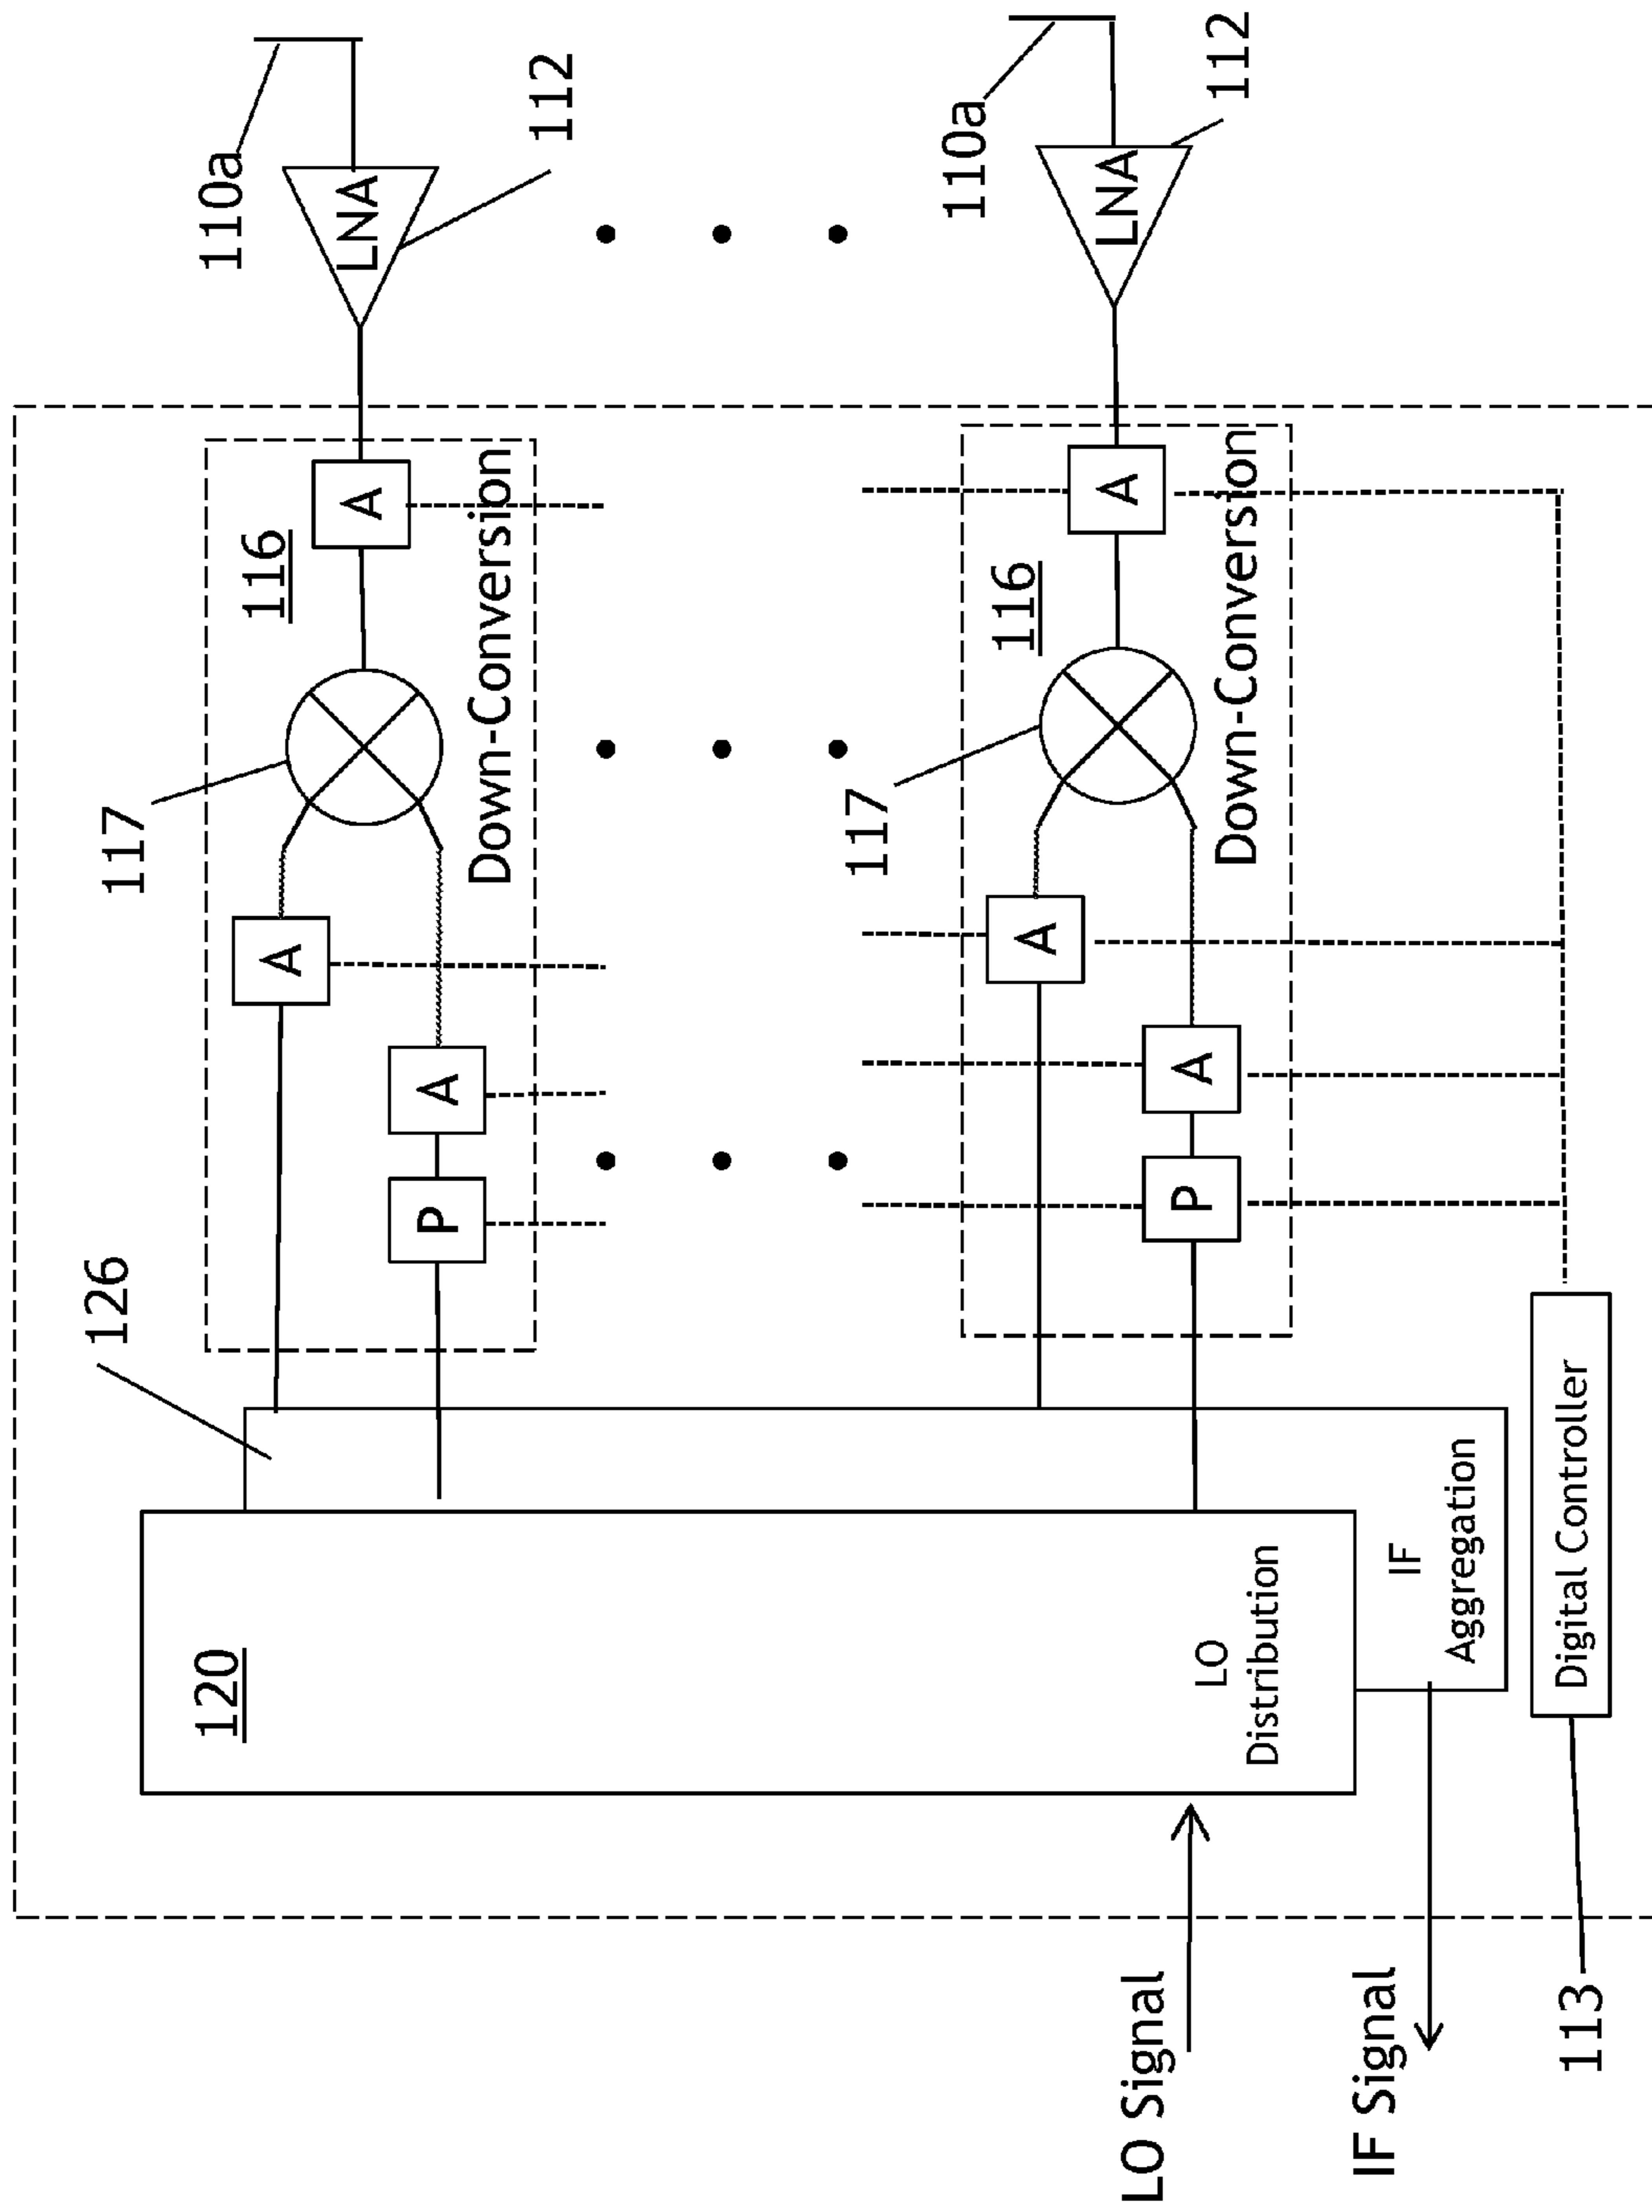 126
117
110a
120
116
A
A
LNA
P
A
Down-Conversion
112
117
110a
116
A
A
LNA
P
A
Down-Conversion
112
LO Signal
LO
Distribution
IF Signal
IF
Aggregation
113
Digital Controller